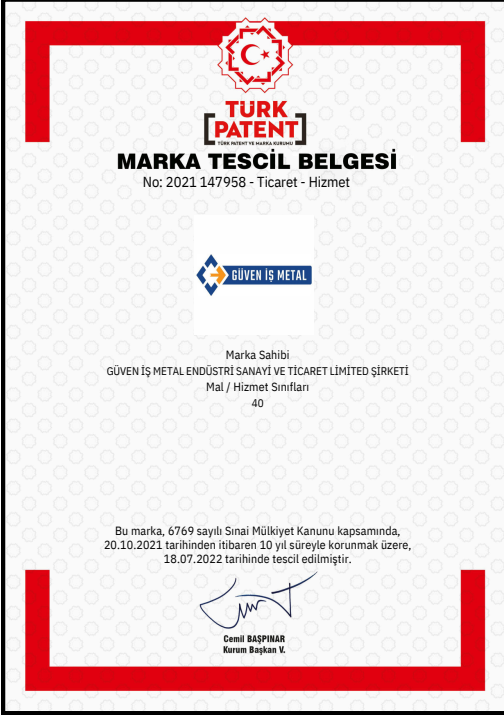 TÜRK
PATENT
TÜRK PATENT VE MARKA KURUMU
MARKA TESCİL BELGESİ
No: 2021 147958 - Ticaret - Hizmet
GÜVEN İŞ METAL
Marka Sahibi
GÜVEN İŞ METAL ENDÜSTRİ SANAYİ VE TİCARET LİMİTED ŞİRKETİ
Mal / Hizmet Sınıfları
40
Bu marka, 6769 sayılı Sınai Mülkiyet Kanunu kapsamında,
20.10.2021 tarihinden itibaren 10 yıl süreyle korunmak üzere,
18.07.2022 tarihinde tescil edilmiştir.
Cemil BAŞPINAR
Kurum Başkan V.